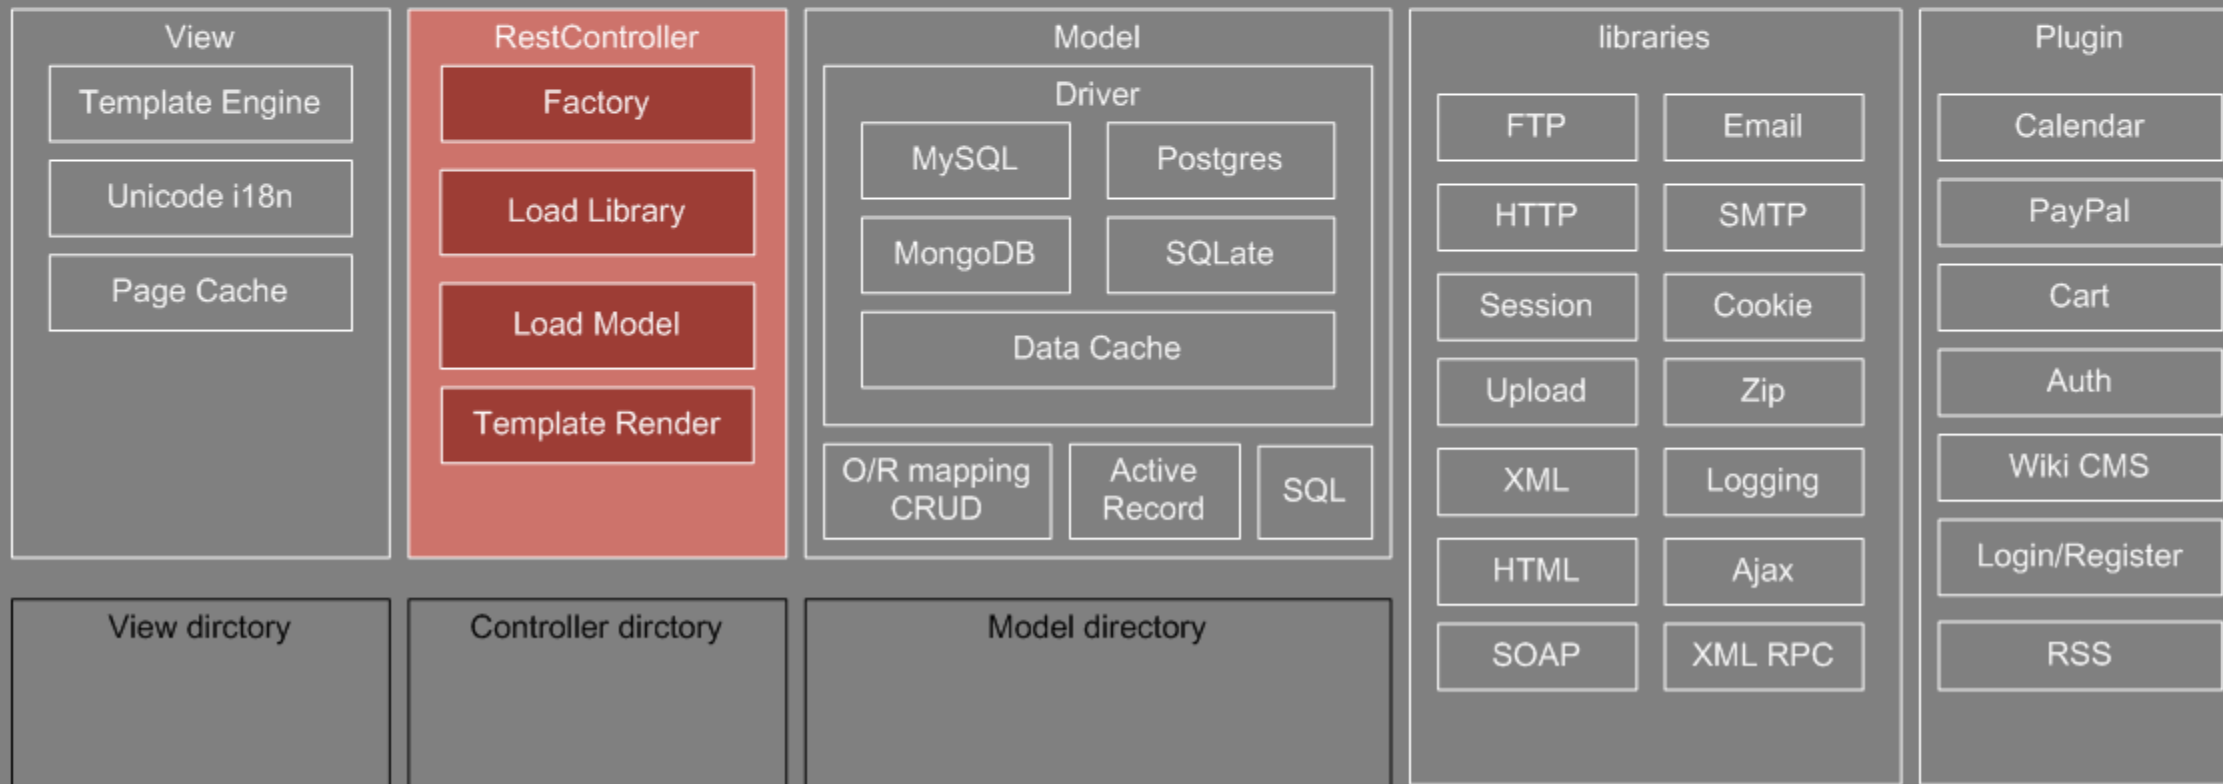 View
Template Engine
Unicode i18n
Page Cache
RestController
Factory
Load Library
Load Model
Template Render
Model
Driver
MySQL
Postgres
MongoDB
SQLate
Data Cache
O/R mapping
CRUD
Active
Record
SQL
libraries
FTP
Email
HTTP
SMTP
Session
Cookie
Upload
Zip
XML
Logging
HTML
Ajax
SOAP
XML RPC
Plugin
Calendar
PayPal
Cart
Auth
Wiki CMS
Login/Register
RSS
View dirctory
Controller dirctory
Model directory